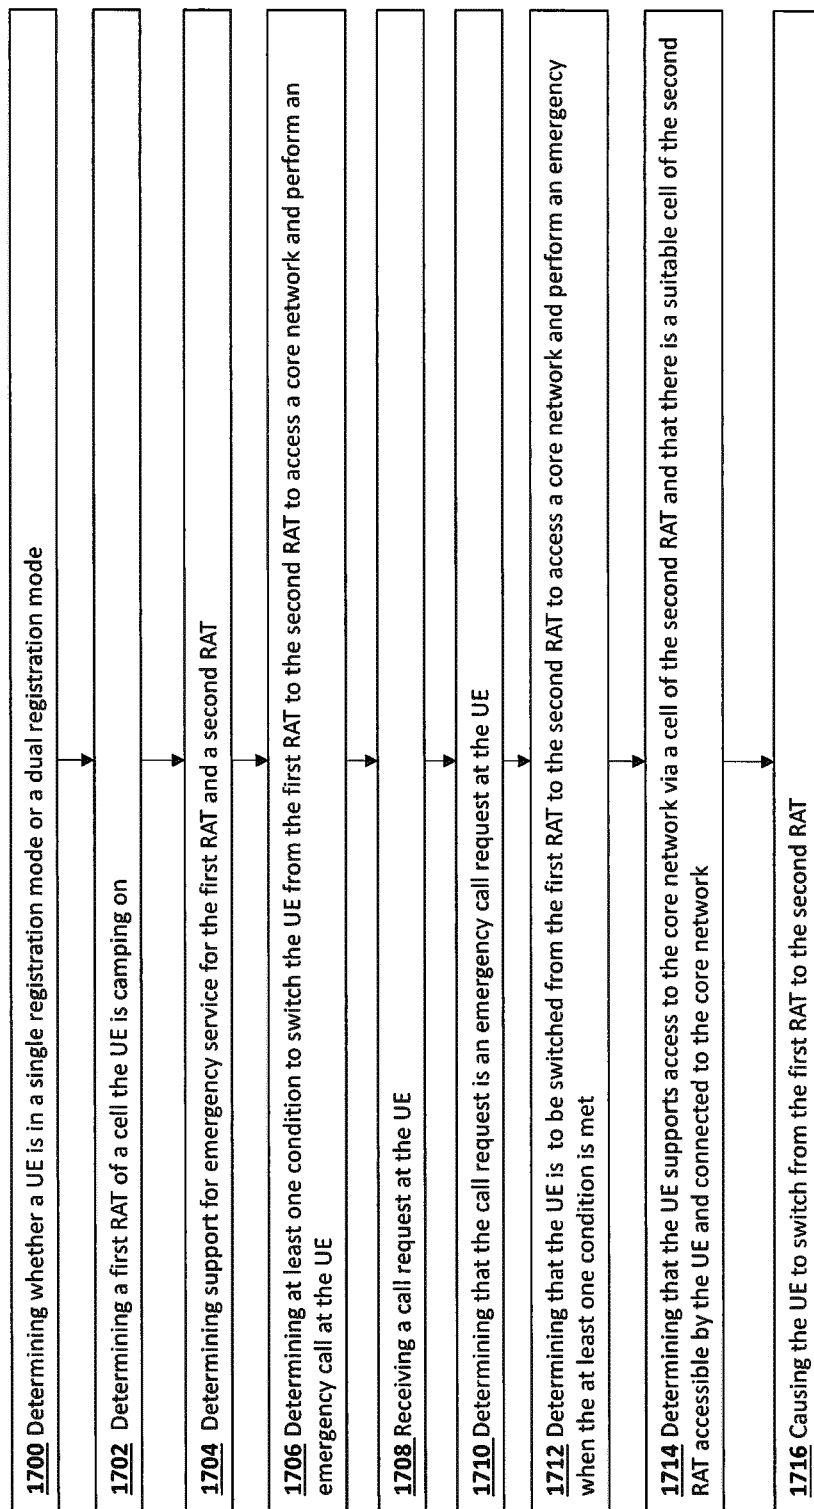 1700 Determining whether a UE is in a single registration mode or a dual registration mode
1702 Determining a first RAT of a cell the UE is camping on
1704 Determining support for emergency service for the first RAT and a second RAT
1706 Determining at least one condition to switch the UE from the first RAT to the second RAT to access a core network and perform an
emergency call at the UE
1708 Receiving a call request at the UE
1710 Determining that the call request is an emergency call request at the UE
1712 Determining that the UE is to be switched from the first RAT to the second RAT to access a core network and perform an emergency
when the at least one condition is met
1714 Determining that the UE supports access to the core network via a cell of the second RAT and that there is a suitable cell of the second
RAT accessible by the UE and connected to the core network
1716 Causing the UE to switch from the first RAT to the second RAT